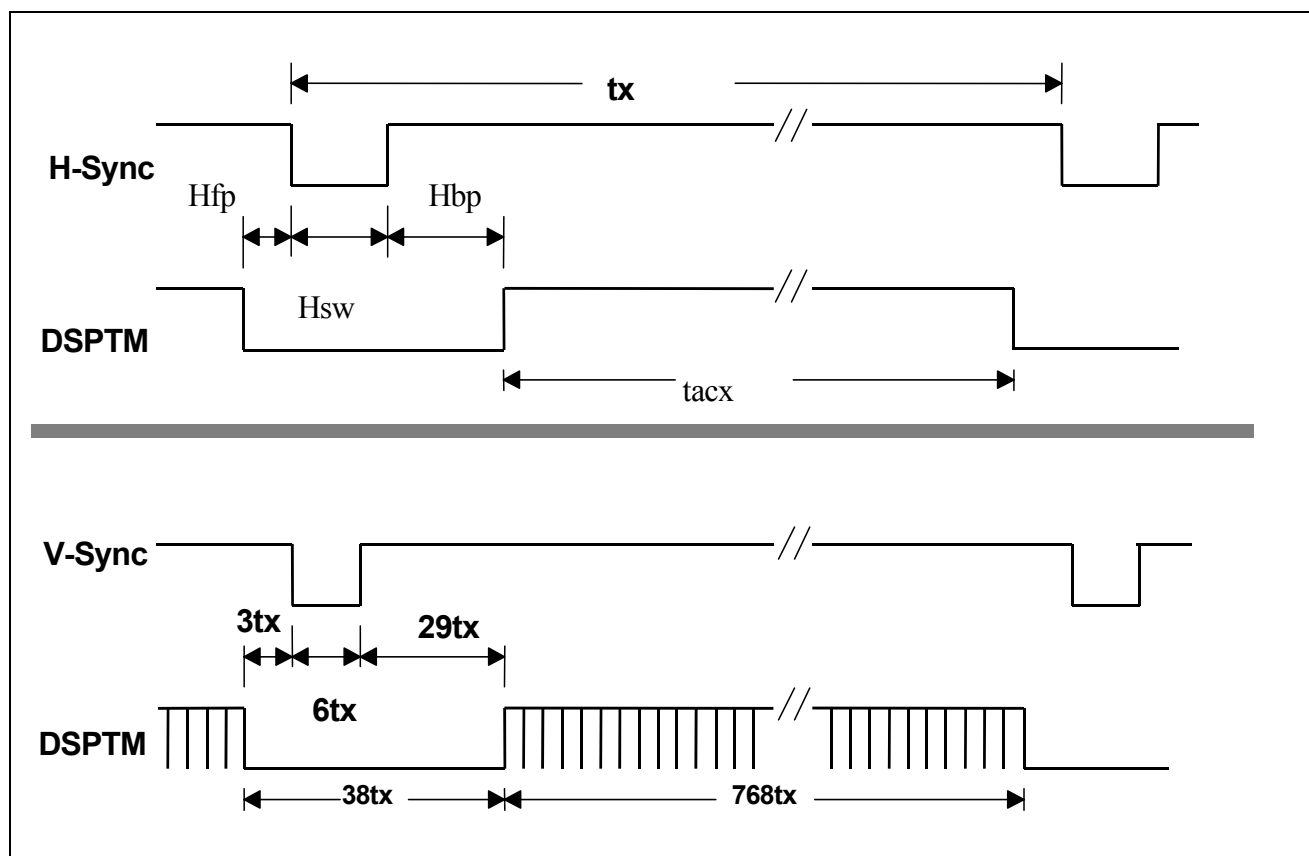 tx
H-Sync
Hfp
Hbp
Hsw
DSPTM
tacx
V-Sync
3tx
29tx
6tx
DSPTM
38tx
768tx